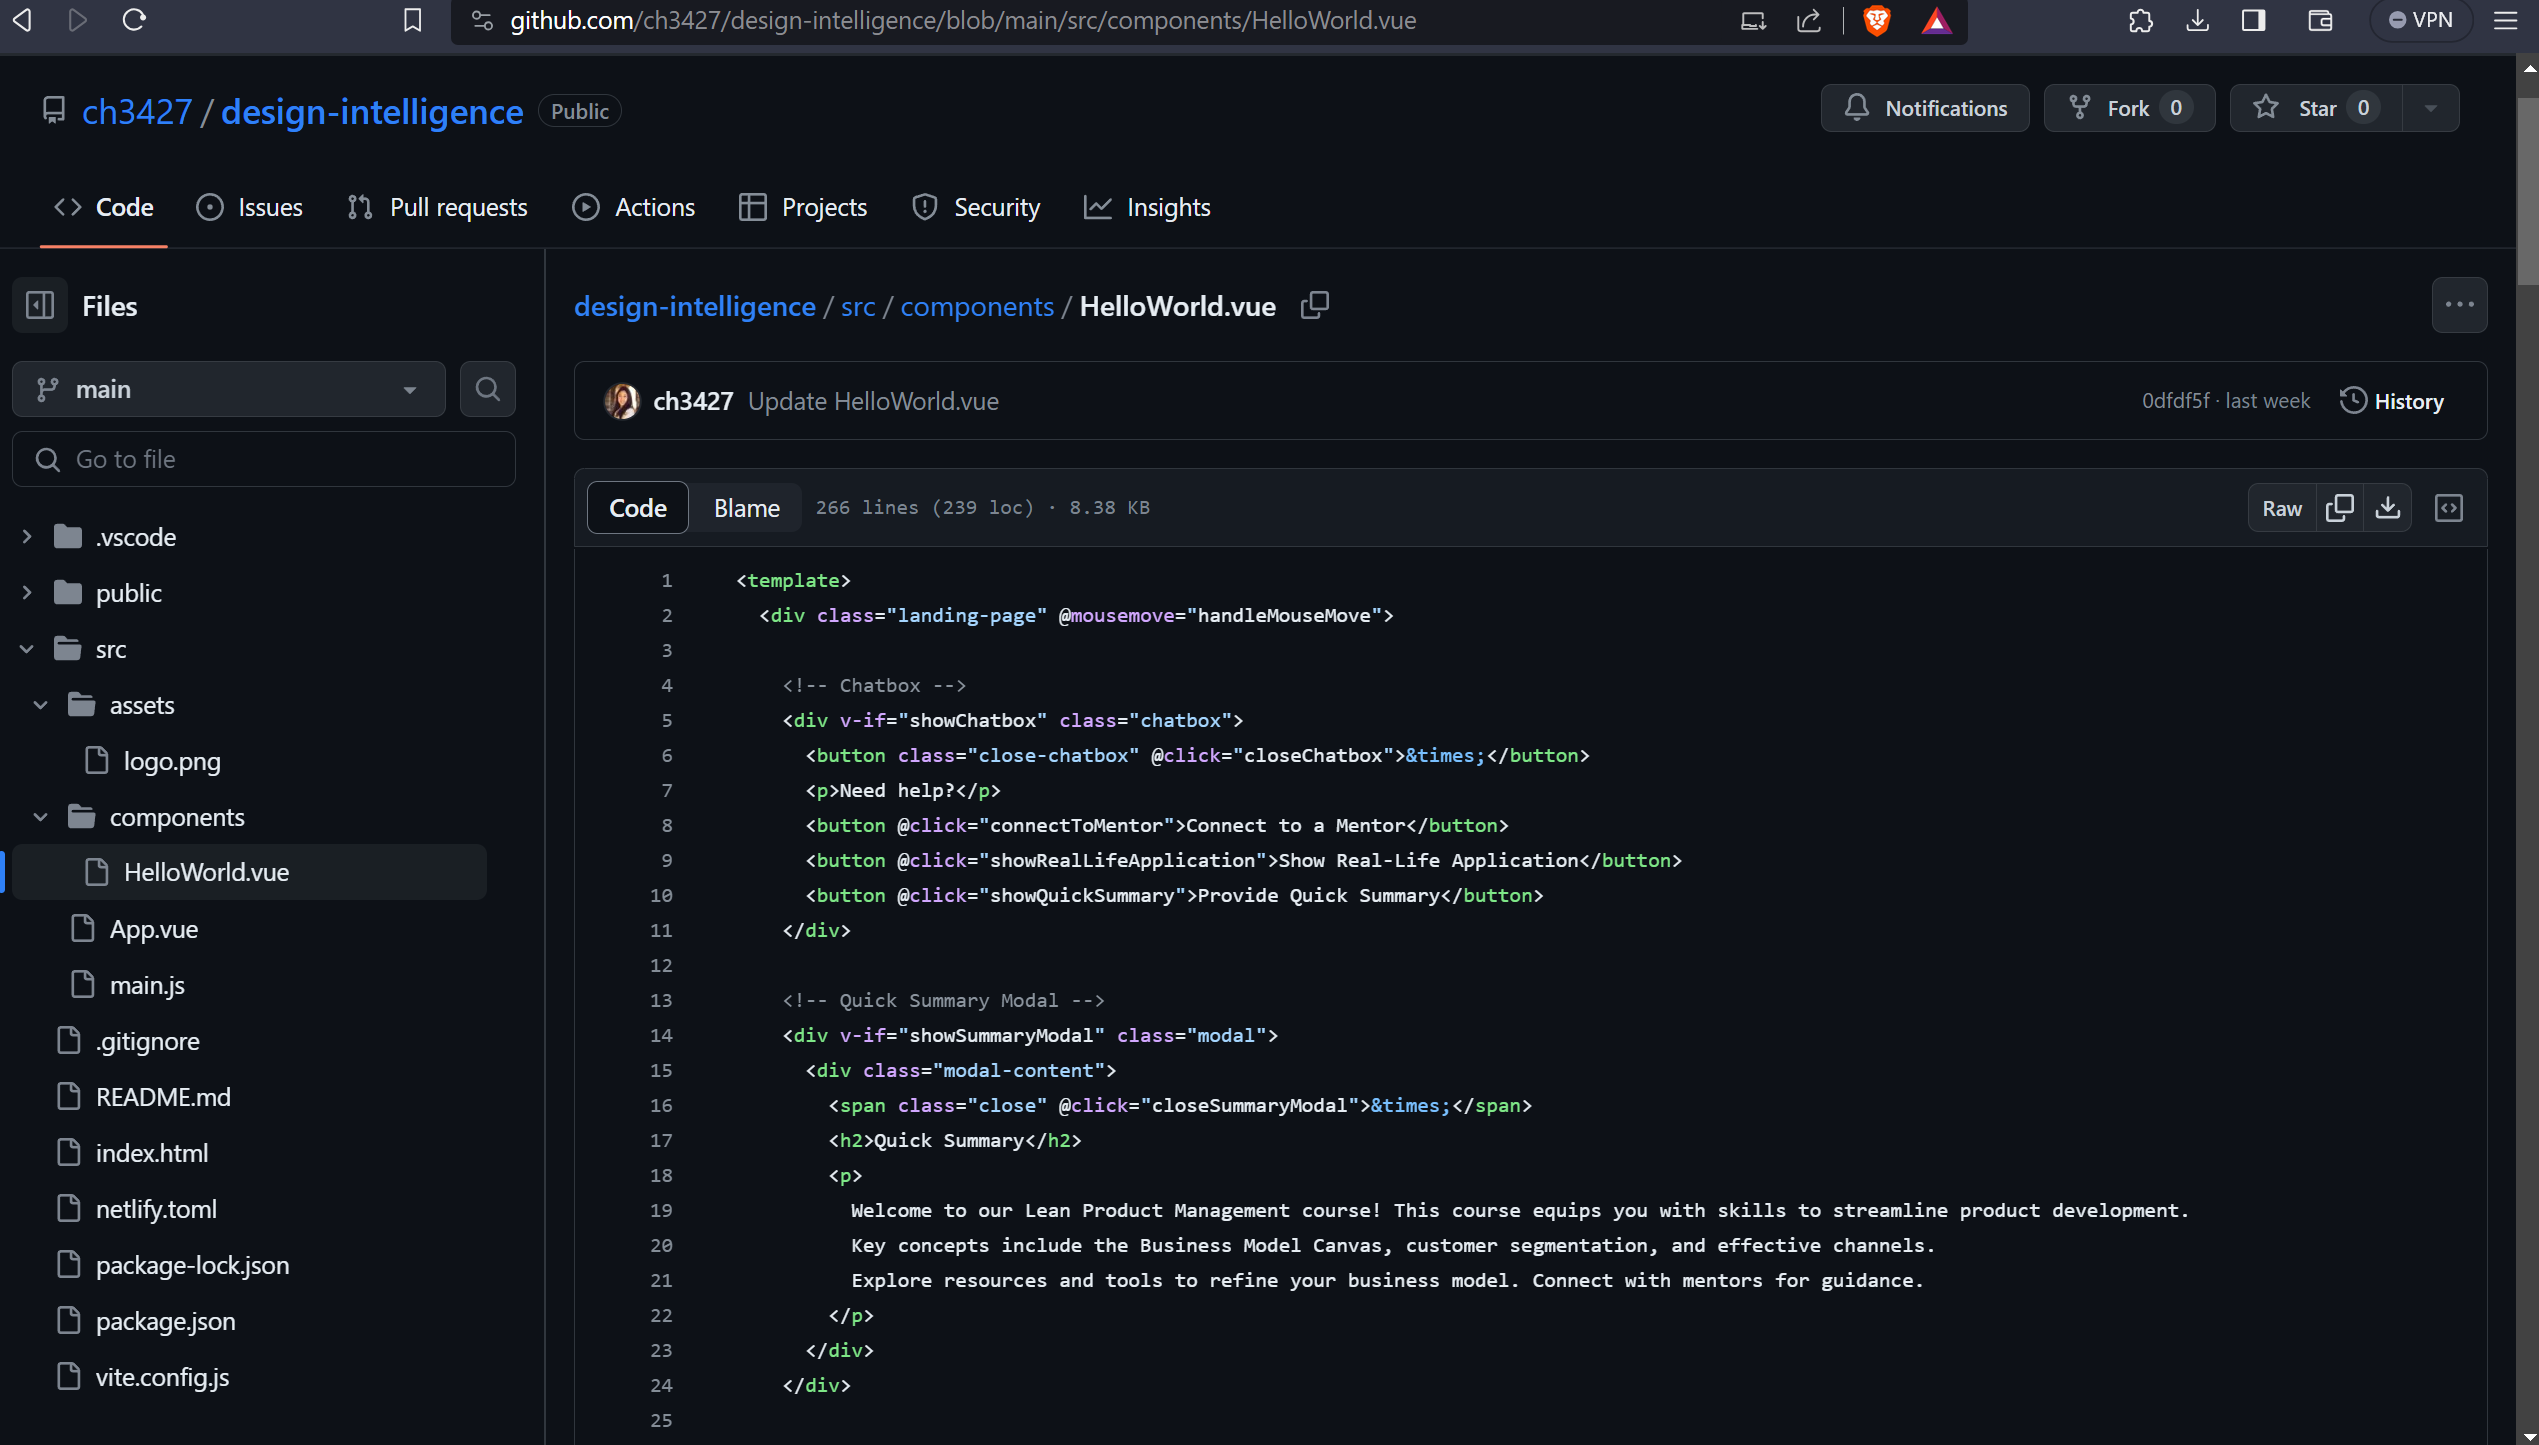 github.com/ch3427/design-intelligence/blob/main/src/components/HelloWorld.vue
VPN
ch3427 / design-intelligence Public
Notifications Fork 0 Star 0
Code Issues Pull requests Actions Projects Security Insights
Files
main
Go to file
.vscode
public
src
assets
logo.png
components
HelloWorld.vue
App.vue
main.js
.gitignore
README.md
index.html
netlify.toml
package-lock.json
package.json
vite.config.js
design-intelligence / src / components / HelloWorld.vue
ch3427 Update HelloWorld.vue
0dfdf5f · last week History
Code Blame 266 lines (239 loc) · 8.38 KB
Raw
1 <template>
2 <div class="landing-page" @mousemove="handleMouseMove">
3
4 <!-- Chatbox -->
5 <div v-if="showChatbox" class="chatbox">
6 <button class="close-chatbox" @click="closeChatbox">&times;</button>
7 <p>Need help?</p>
8 <button @click="connectToMentor">Connect to a Mentor</button>
9 <button @click="showRealLifeApplication">Show Real-Life Application</button>
10 <button @click="showQuickSummary">Provide Quick Summary</button>
11 </div>
12
13 <!-- Quick Summary Modal -->
14 <div v-if="showSummaryModal" class="modal">
15 <div class="modal-content">
16 <span class="close" @click="closeSummaryModal">&times;</span>
17 <h2>Quick Summary</h2>
18 <p>
19 Welcome to our Lean Product Management course! This course equips you with skills to streamline product development.
20 Key concepts include the Business Model Canvas, customer segmentation, and effective channels.
21 Explore resources and tools to refine your business model. Connect with mentors for guidance.
22 </p>
23 </div>
24 </div>
25